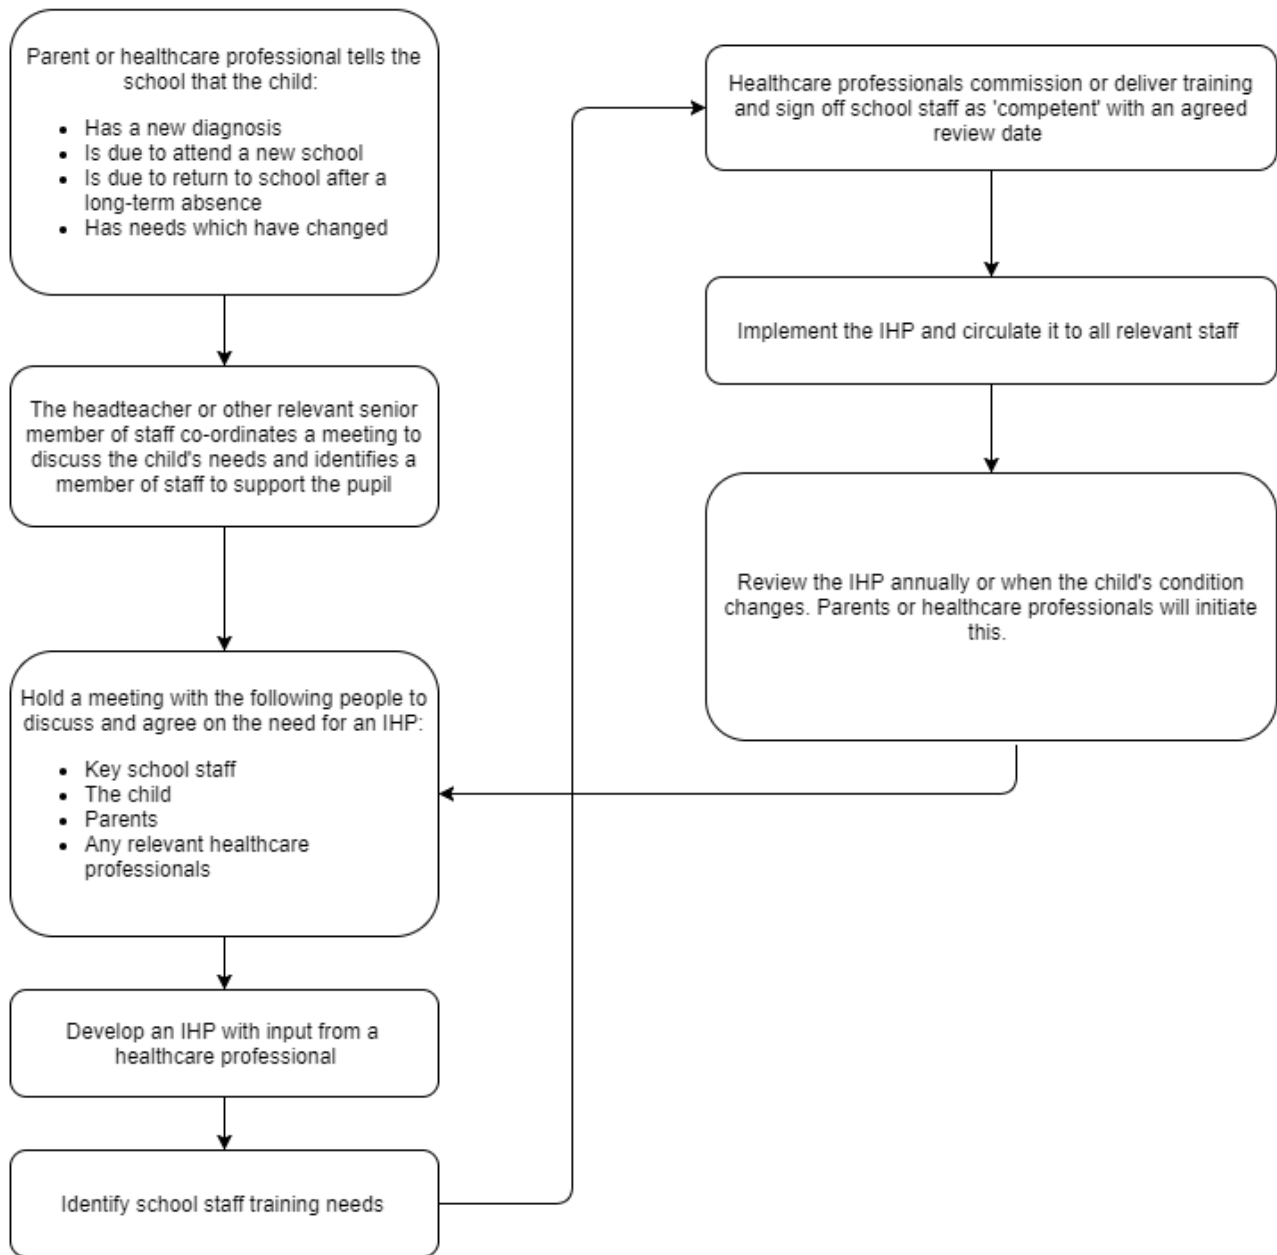 Parent or healthcare professional tells the
school that the child:
• Has a new diagnosis
• Is due to attend a new school
• Is due to return to school after a
long-term absence
• Has needs which have changed
The headteacher or other relevant senior
member of staff co-ordinates a meeting to
discuss the child's needs and identifies a
member of staff to support the pupil
Hold a meeting with the following people to
discuss and agree on the need for an IHP:
• Key school staff
• The child
• Parents
• Any relevant healthcare
professionals
Develop an IHP with input from a
healthcare professional
Identify school staff training needs
Healthcare professionals commission or deliver training
and sign off school staff as 'competent' with an agreed
review date
Implement the IHP and circulate it to all relevant staff
Review the IHP annually or when the child's condition
changes. Parents or healthcare professionals will initiate
this.